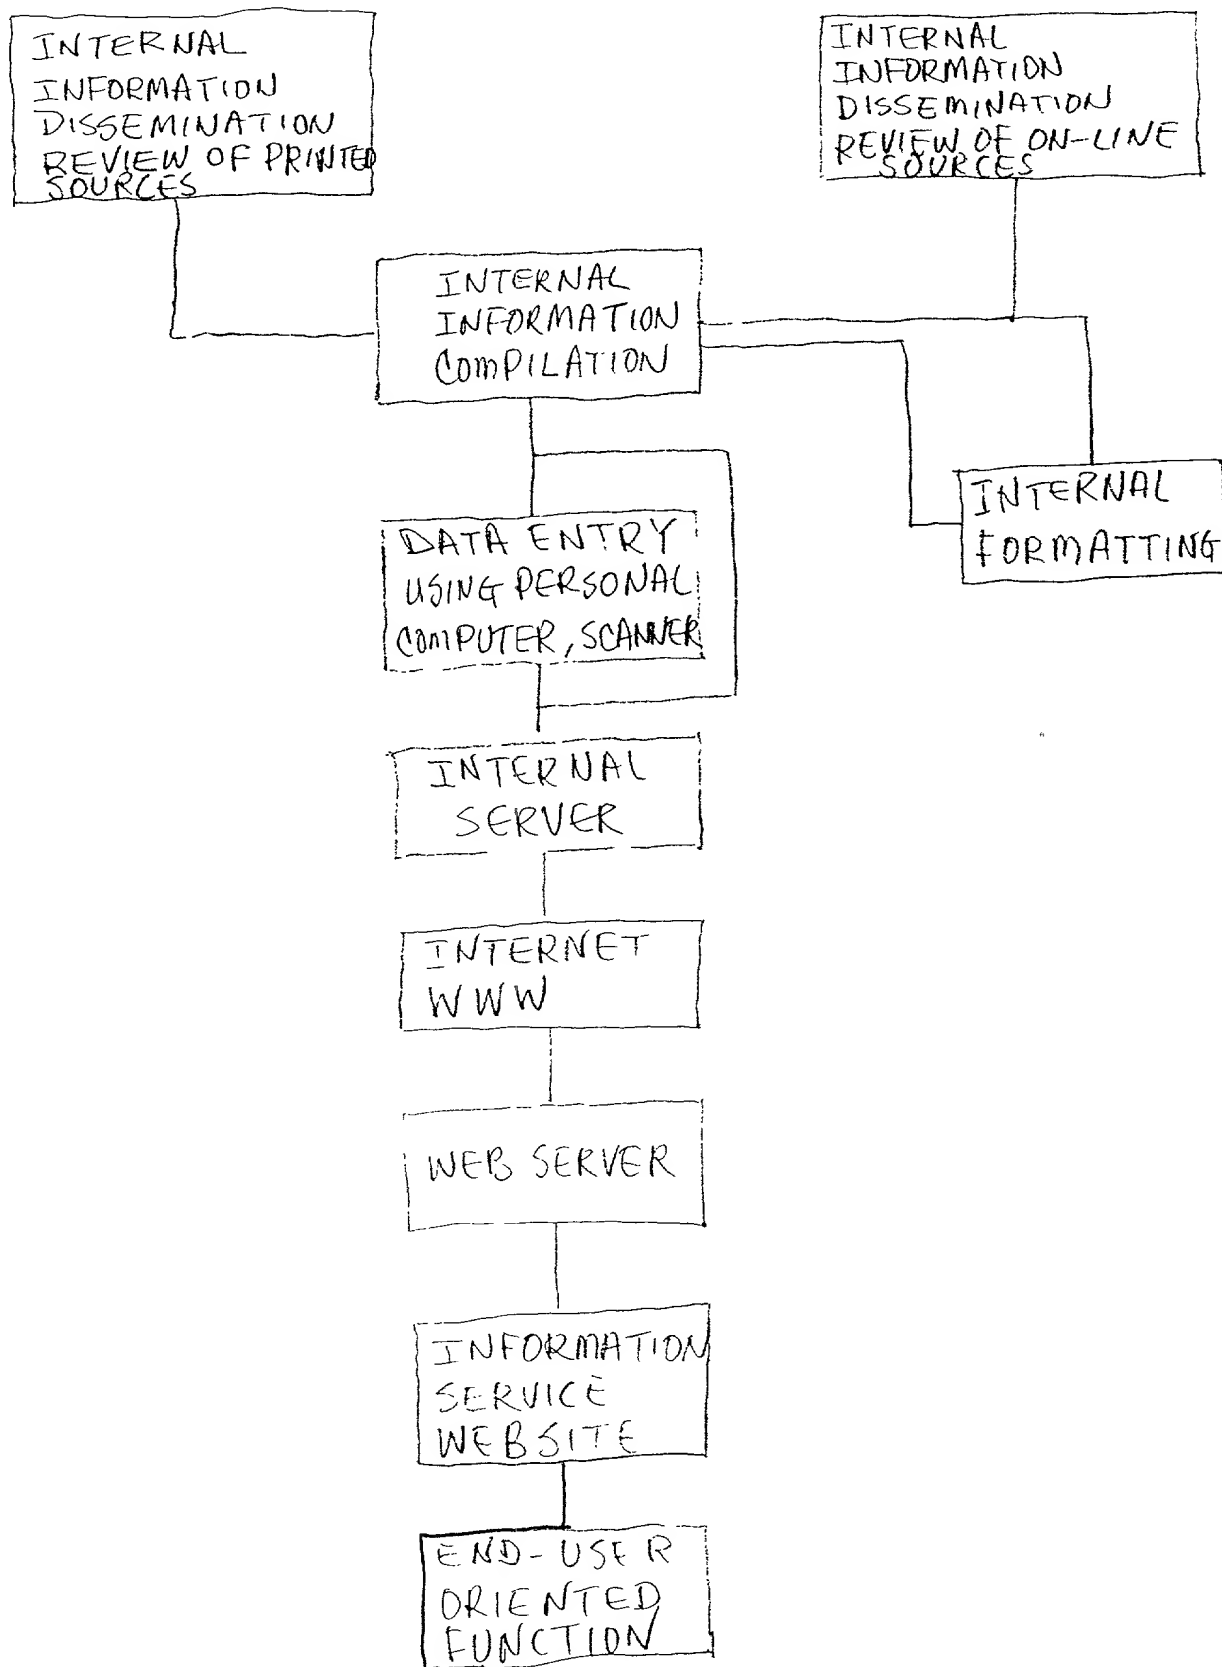 INTERNAL
INFORMATION
DISSEMINATION
REVIEW OF PRINTED
SOURCES
INTERNAL
INFORMATION
DISSEMINATION
REVIEW OF ON-LINE
SOURCES
INTERNAL
INFORMATION
COMPILATION
INTERNAL
FORMATTING
DATA ENTRY
USING PERSONAL
COMPUTER, SCANNER
INTERNAL
SERVER
INTERNET
WWW
WEB SERVER
INFORMATION
SERVICE
WEBSITE
END-USER
ORIENTED
FUNCTION